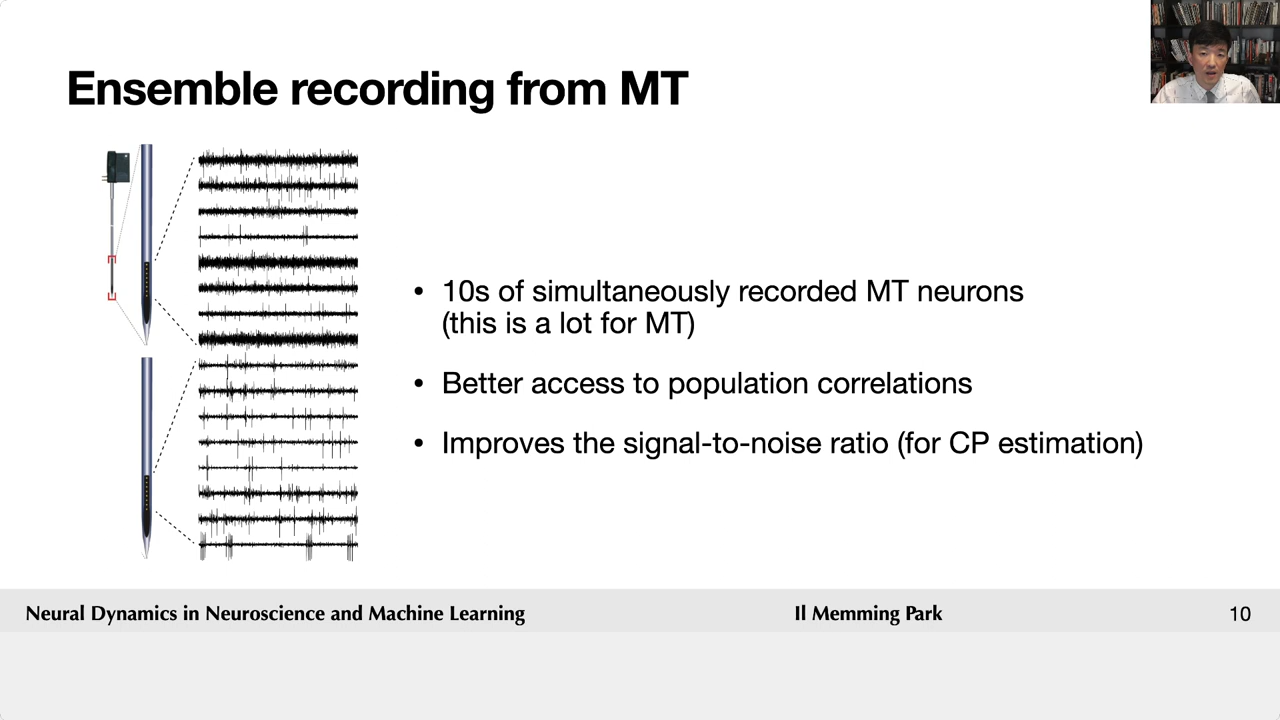 Ensemble recording from MT
• 10s of simultaneously recorded MT neurons
(this is a lot for MT)
• Better access to population correlations
• Improves the signal-to-noise ratio (for CP estimation)
Neural Dynamics in Neuroscience and Machine Learning
Il Memming Park
10